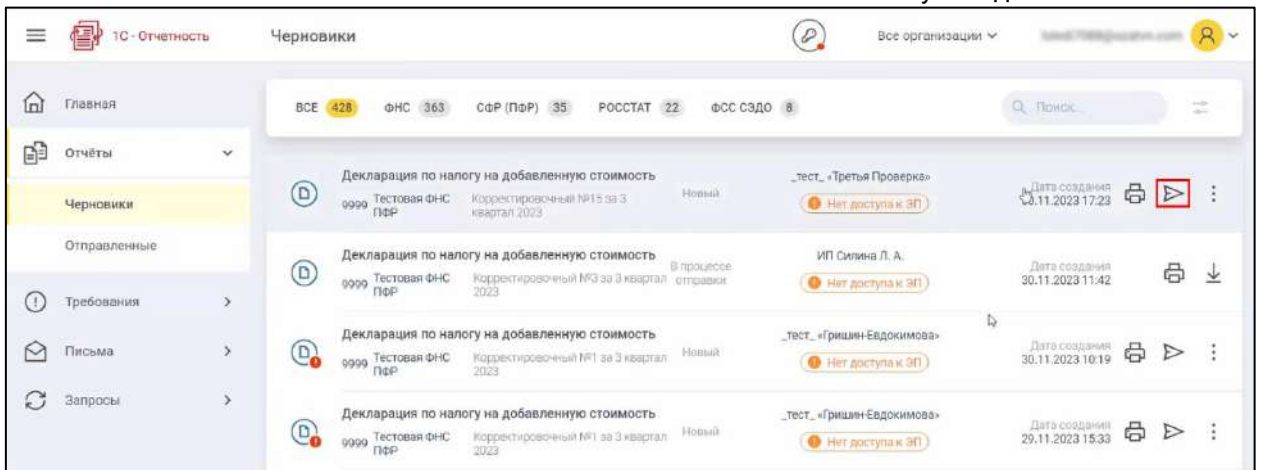 1С - Отчетность
Черновики
Все организации
Главная
Отчёты
Черновики
Отправленные
Требования
Письма
Запросы
ВСЕ 428 ФНС 363 СФР (ПФР) 35 РОССТАТ 22 ФСС СЭДО 8
Поиск...
Декларация по налогу на добавленную стоимость
9999 Тестовая ФНС ПФР
Корректировочный №15 за 3
квартал 2023
Новый
_тест_ «Третья Проверка»
Нет доступа к ЭП
Дата создания
0.11.2023 17:23
Декларация по налогу на добавленную стоимость
9999 Тестовая ФНС ПФР
Корректировочный №3 за 3 квартал
2023
В процессе
отправки
ИП Силина Л. А.
Нет доступа к ЭП
Дата создания
30.11.2023 11:42
Декларация по налогу на добавленную стоимость
9999 Тестовая ФНС ПФР
Корректировочный №1 за 3 квартал
2023
Новый
_тест_ «Гришин-Евдокимова»
Нет доступа к ЭП
Дата создания
30.11.2023 10:19
Декларация по налогу на добавленную стоимость
9999 Тестовая ФНС ПФР
Корректировочный №1 за 3 квартал
2023
Новый
_тест_ «Гришин-Евдокимова»
Нет доступа к ЭП
Дата создания
29.11.2023 15:33